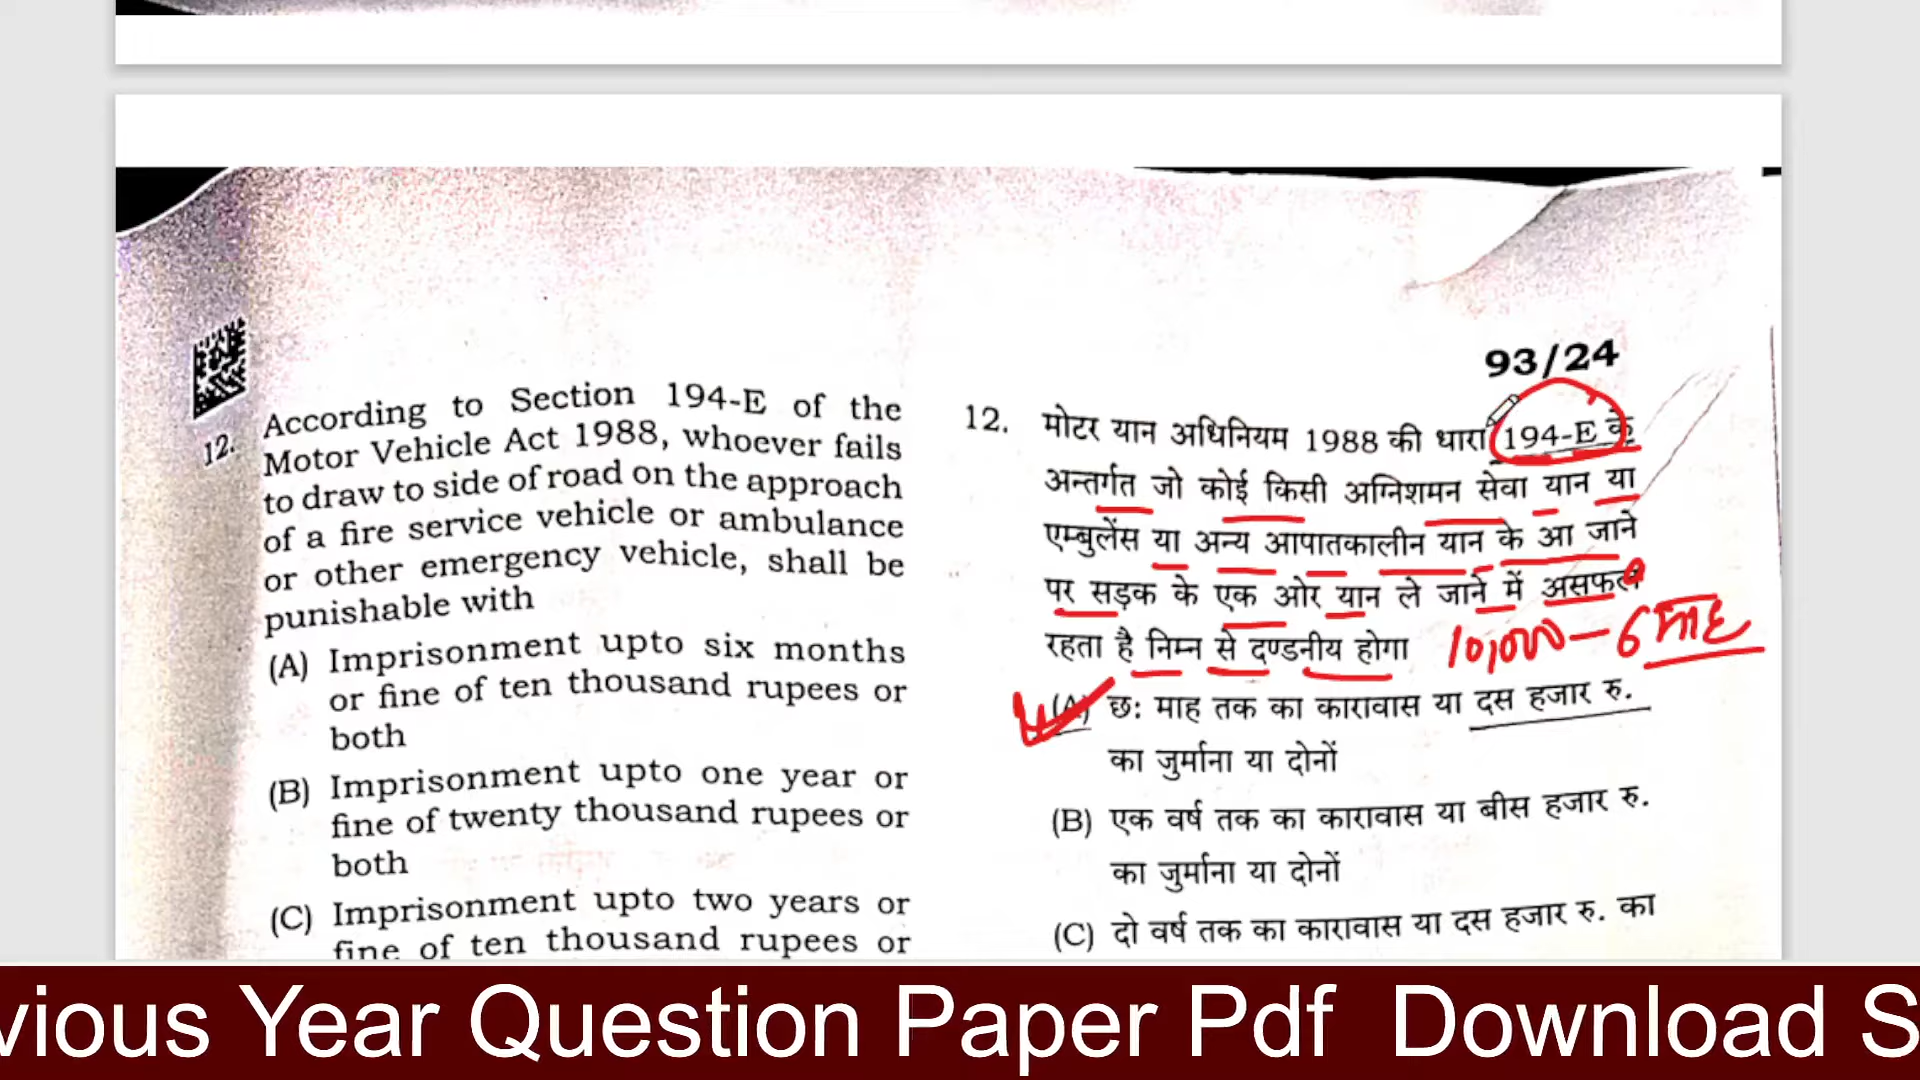 93/24
12. According to Section 194-E of the
Motor Vehicle Act 1988, whoever fails
to draw to side of road on the approach
of a fire service vehicle or ambulance
or other emergency vehicle, shall be
punishable with
(A) Imprisonment upto six months
or fine of ten thousand rupees or
both
(B) Imprisonment upto one year or
fine of twenty thousand rupees or
both
(C) Imprisonment upto two years or
fine of ten thousand rupees or
12. मोटर यान अधिनियम 1988 की धारा 194-E के
अन्तर्गत जो कोई किसी अग्निशमन सेवा यान या
एम्बुलेंस या अन्य आपातकालीन यान के आ जाने
पर सड़क के एक ओर यान ले जाने में असफल
रहता है निम्न से दण्डनीय होगा 10,000 — 6 माह
(A) छः माह तक का कारावास या दस हजार रु.
का जुर्माना या दोनों
(B) एक वर्ष तक का कारावास या बीस हजार रु.
का जुर्माना या दोनों
(C) दो वर्ष तक का कारावास या दस हजार रु. का
vious Year Question Paper Pdf Download S